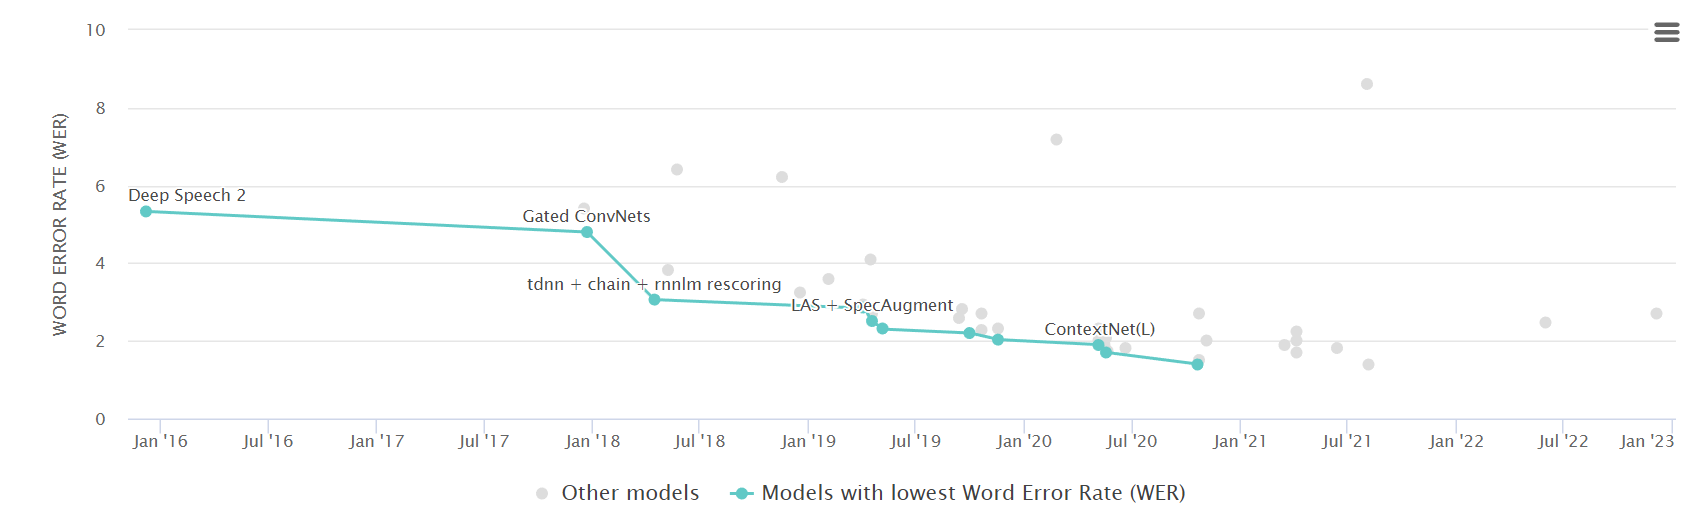 10
8
6
4
2
0
WORD ERROR RATE (WER)
Deep Speech 2
Gated ConvNets
tdnn + chain + rnnlm rescoring
LAS + SpecAugment
ContextNet(L)
Jan '16 Jul '16 Jan '17 Jul '17 Jan '18 Jul '18 Jan '19 Jul '19 Jan '20 Jul '20 Jan '21 Jul '21 Jan '22 Jul '22 Jan '23
Other models Models with lowest Word Error Rate (WER)